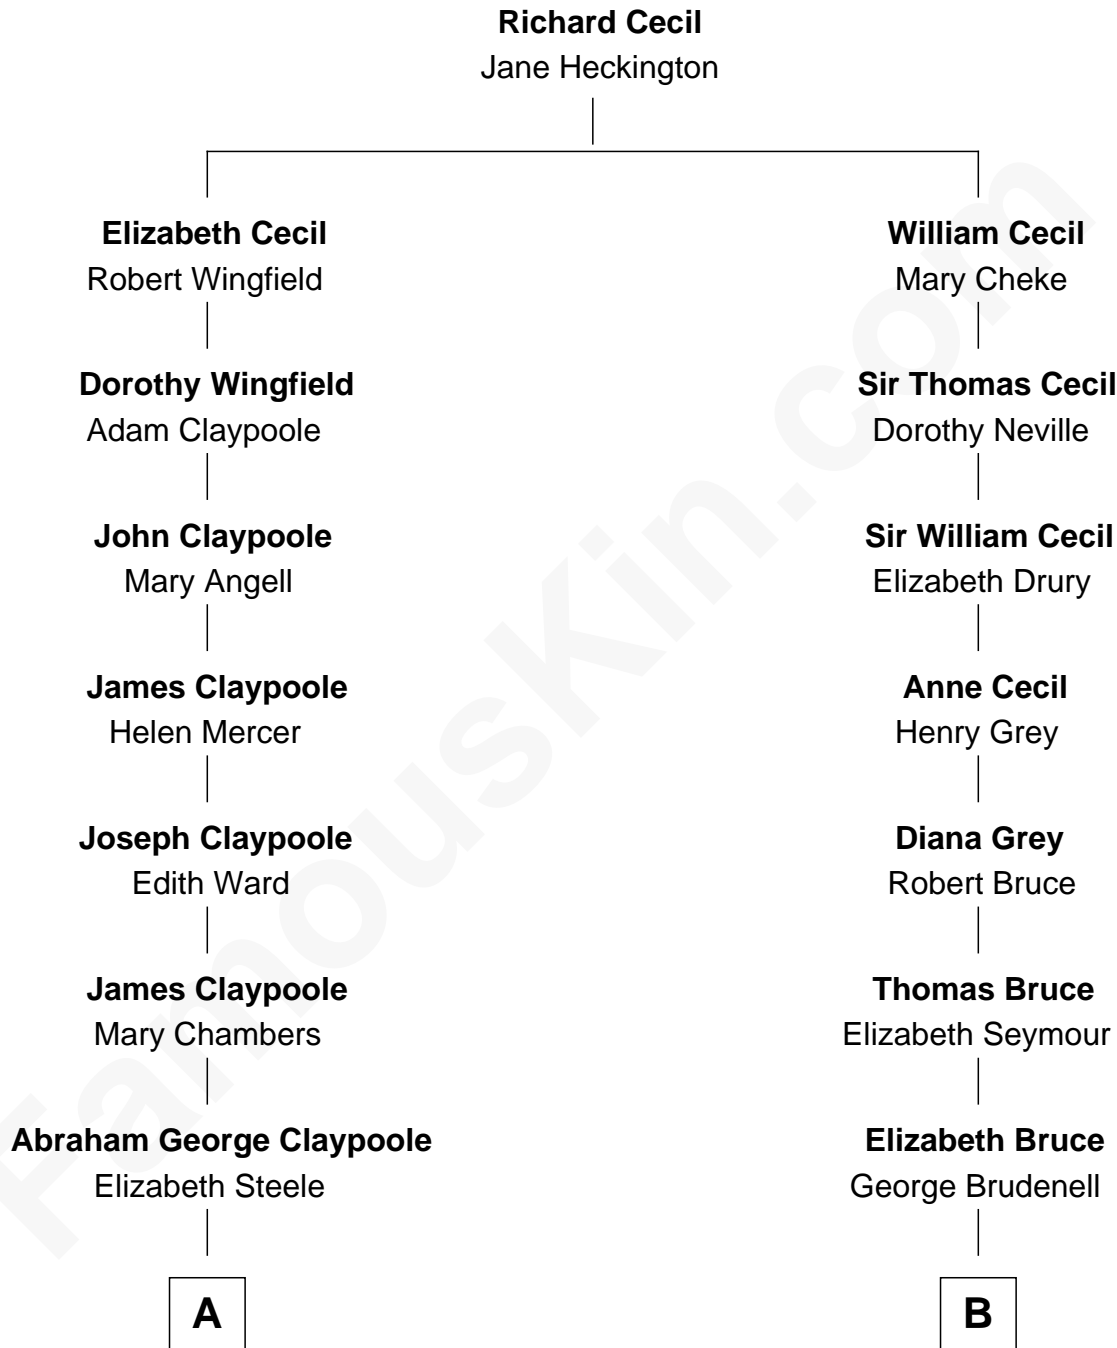 Richard Cecil
Jane Heckington
Elizabeth Cecil
Robert Wingfield
William Cecil
Mary Cheke
Dorothy Wingfield
Adam Claypoole
Sir Thomas Cecil
Dorothy Neville
John Claypoole
Mary Angell
Sir William Cecil
Elizabeth Drury
James Claypoole
Helen Mercer
Anne Cecil
Henry Grey
Joseph Claypoole
Edith Ward
Diana Grey
Robert Bruce
James Claypoole
Mary Chambers
Thomas Bruce
Elizabeth Seymour
Abraham George Claypoole
Elizabeth Steele
Elizabeth Bruce
George Brudenell
A
B
FamousKin.com